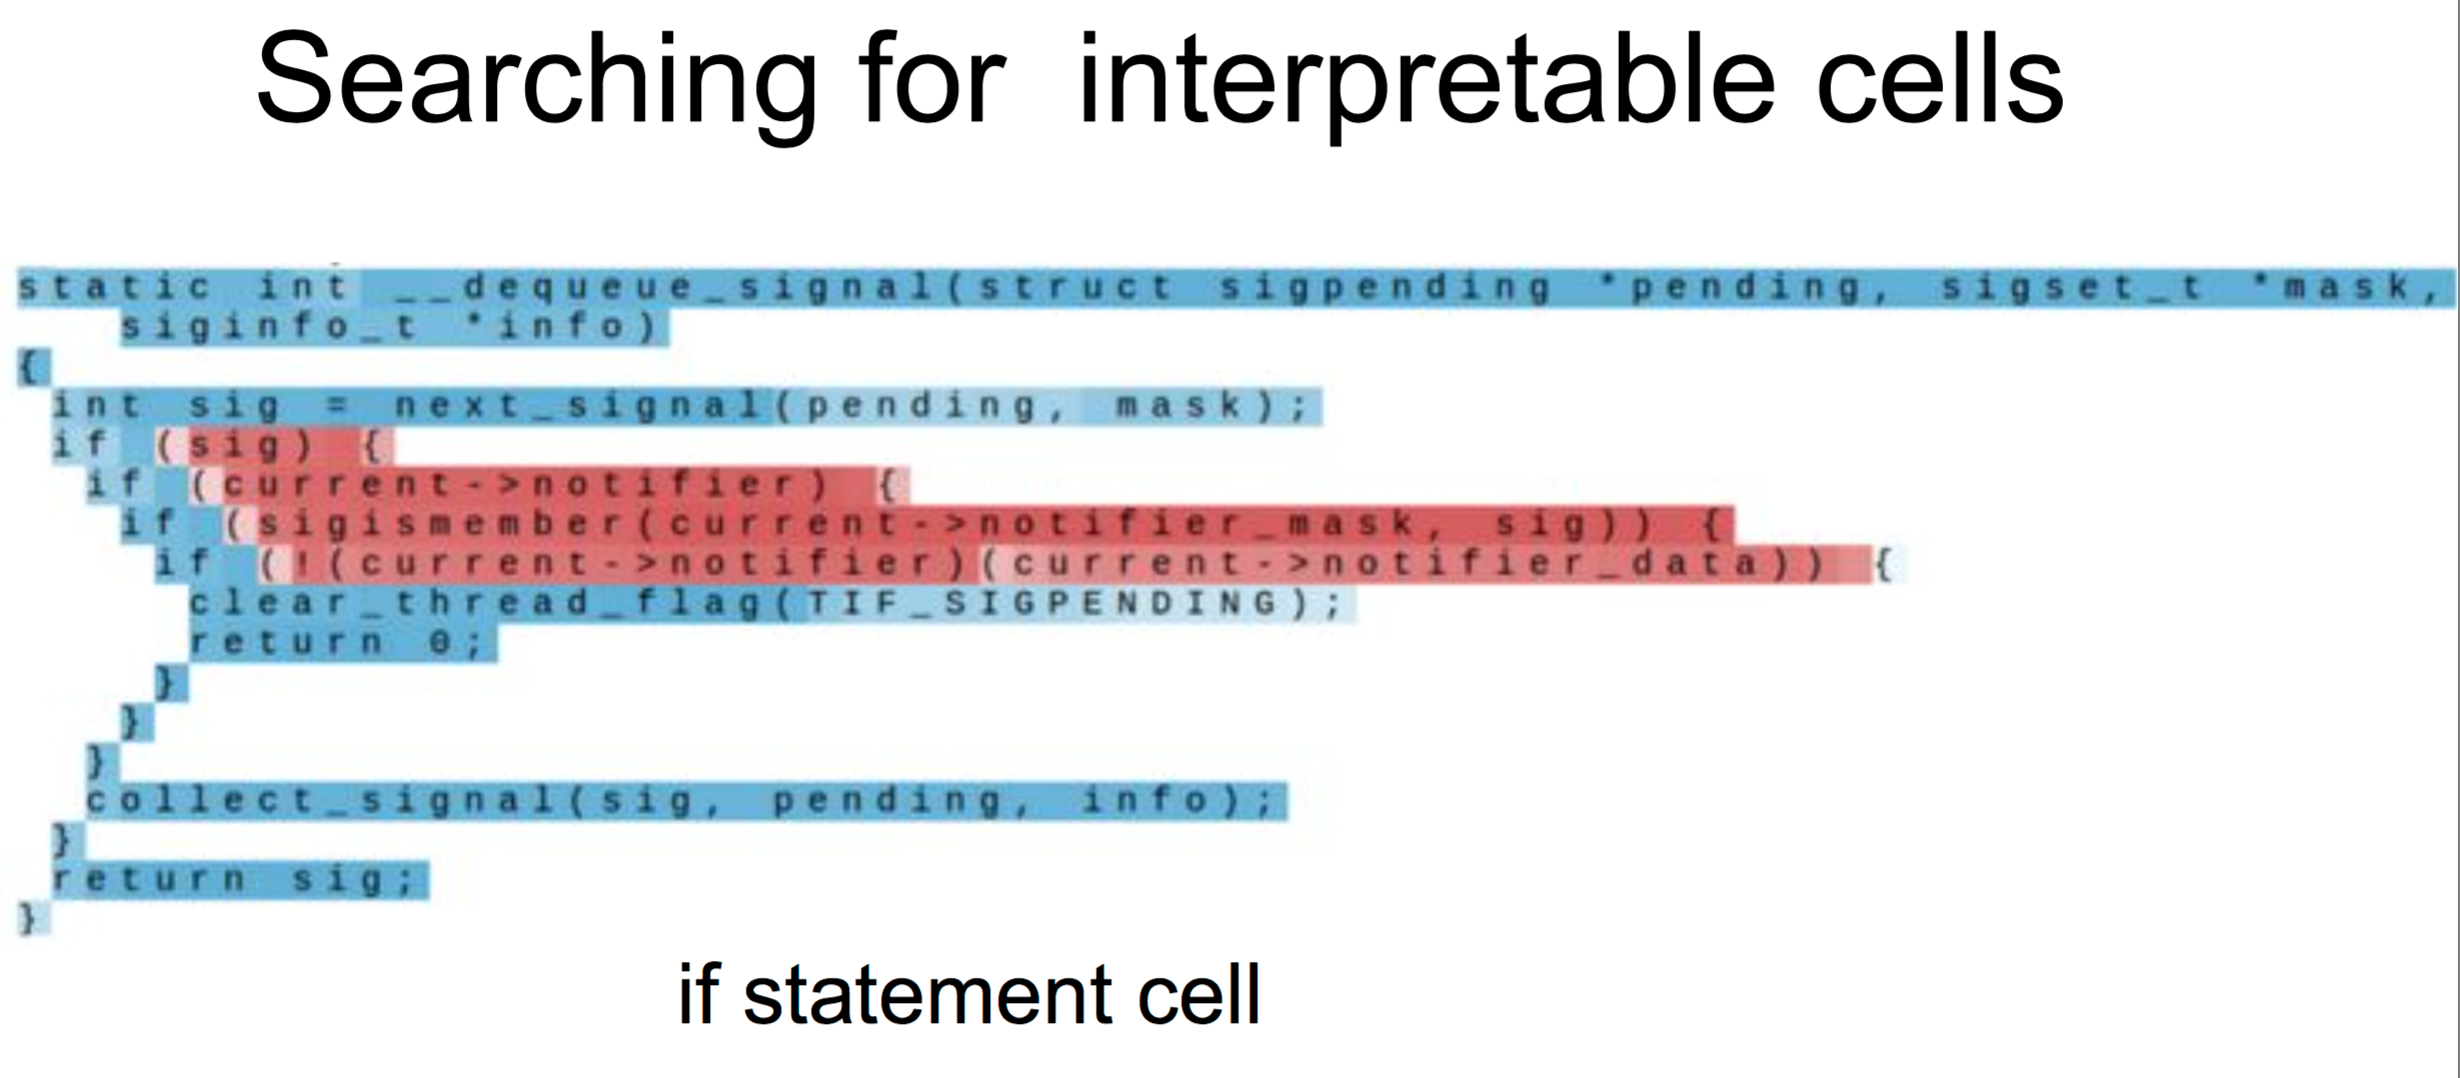 Searching for  interpretable cells
static int __dequeue_signal(struct sigpending *pending, sigset_t *mask,
   siginfo_t *info)
{
 int sig = next_signal(pending, mask);
 if (sig) {
  if (current->notifier) {
   if (sigismember(current->notifier_mask, sig)) {
    if (!(current->notifier)(current->notifier_data)) {
     clear_thread_flag(TIF_SIGPENDING);
     return 0;
    }
   }
  }
  collect_signal(sig, pending, info);
 }
 return sig;
}
if statement cell